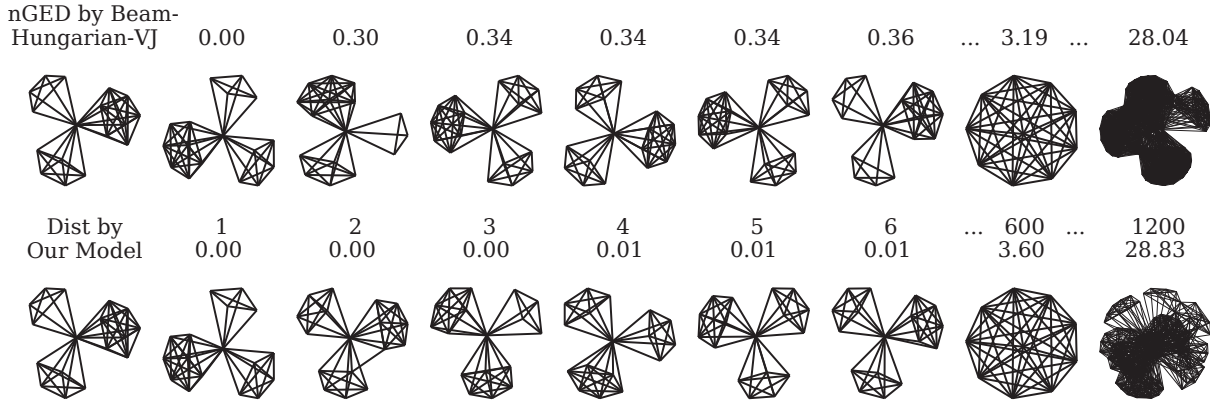 nGED by Beam-
Hungarian-VJ 0.00 0.30 0.34 0.34 0.34 0.36 ... 3.19 ... 28.04
Dist by 1 2 3 4 5 6 ... 600 ... 1200
Our Model 0.00 0.00 0.00 0.01 0.01 0.01 3.60 28.83